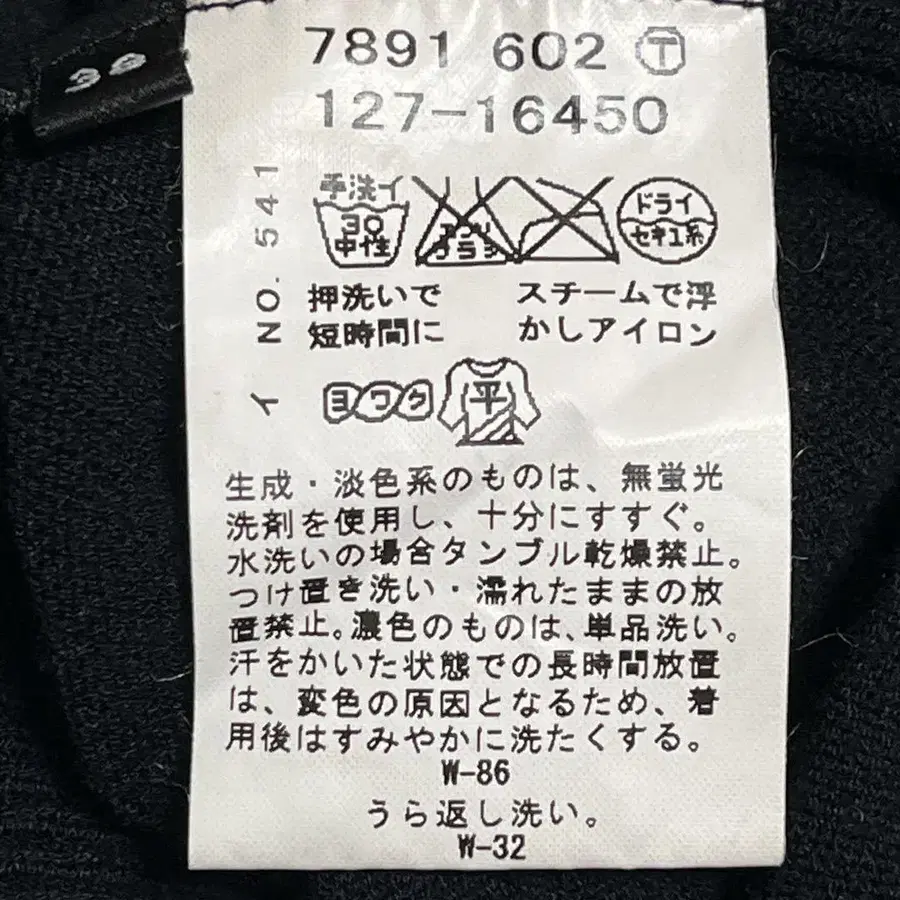 38
7891 602 Ⓣ
127-16450
イ NO. 541
手洗イ
30
中性
エンソ
サラシ
ドライ
セキユ系
押洗いで
短時間に
スチームで浮
かしアイロン
ヨワク
平
生成・淡色系のものは、無蛍光
洗剤を使用し、十分にすすぐ。
水洗いの場合タンブル乾燥禁止。
つけ置き洗い・濡れたままの放
置禁止。濃色のものは、単品洗い。
汗をかいた状態での長時間放置
は、変色の原因となるため、着
用後はすみやかに洗たくする。
W-86
うら返し洗い。
W-32